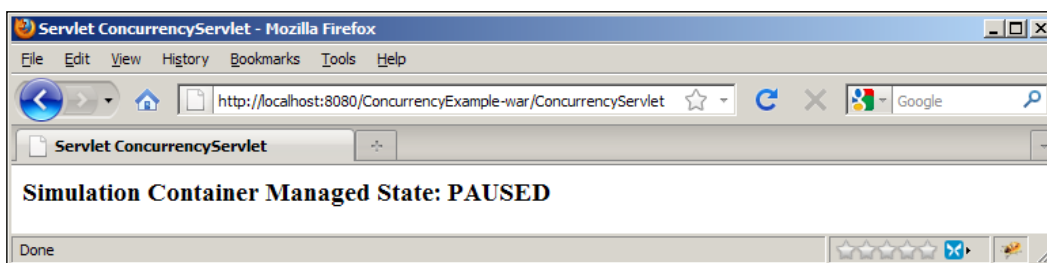 Servlet ConcurrencyServlet - Mozilla Firefox
File Edit View History Bookmarks Tools Help
http://localhost:8080/ConcurrencyExample-war/ConcurrencyServlet Google
Servlet ConcurrencyServlet
Simulation Container Managed State: PAUSED
Done